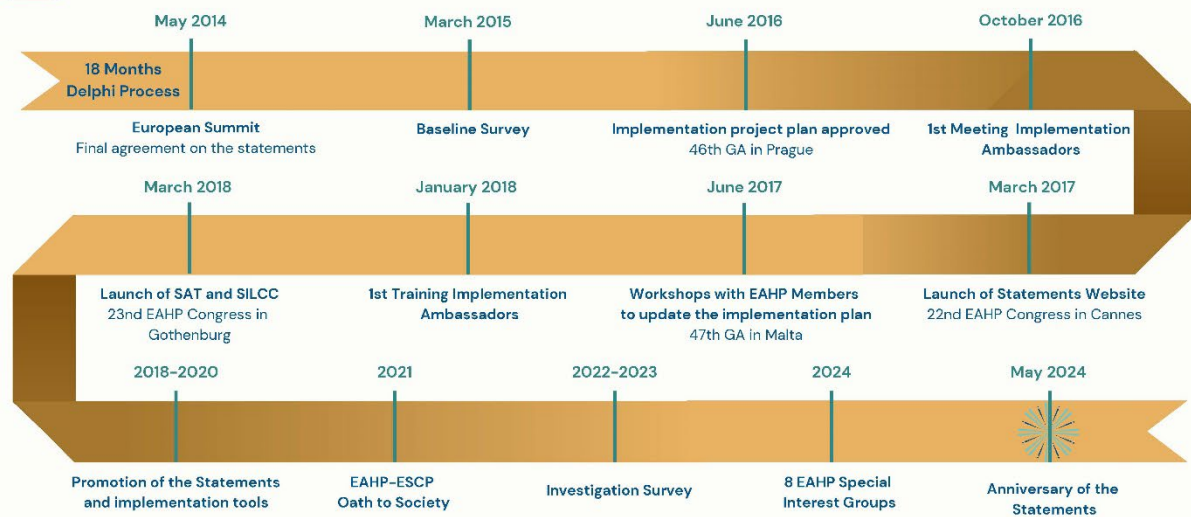 May 2014
March 2015
June 2016
October 2016
18 Months
Delphi Process
European Summit
Final agreement on the statements
Baseline Survey
Implementation project plan approved
46th GA in Prague
1st Meeting Implementation
Ambassadors
March 2018
January 2018
June 2017
March 2017
Launch of SAT and SILCC
23nd EAHP Congress in
Gothenburg
1st Training Implementation
Ambassadors
Workshops with EAHP Members
to update the implementation plan
47th GA in Malta
Launch of Statements Website
22nd EAHP Congress in Cannes
2018-2020
2021
2022-2023
2024
May 2024
Promotion of the Statements
and implementation tools
EAHP-ESCP
Oath to Society
Investigation Survey
8 EAHP Special
Interest Groups
Anniversary of the
Statements